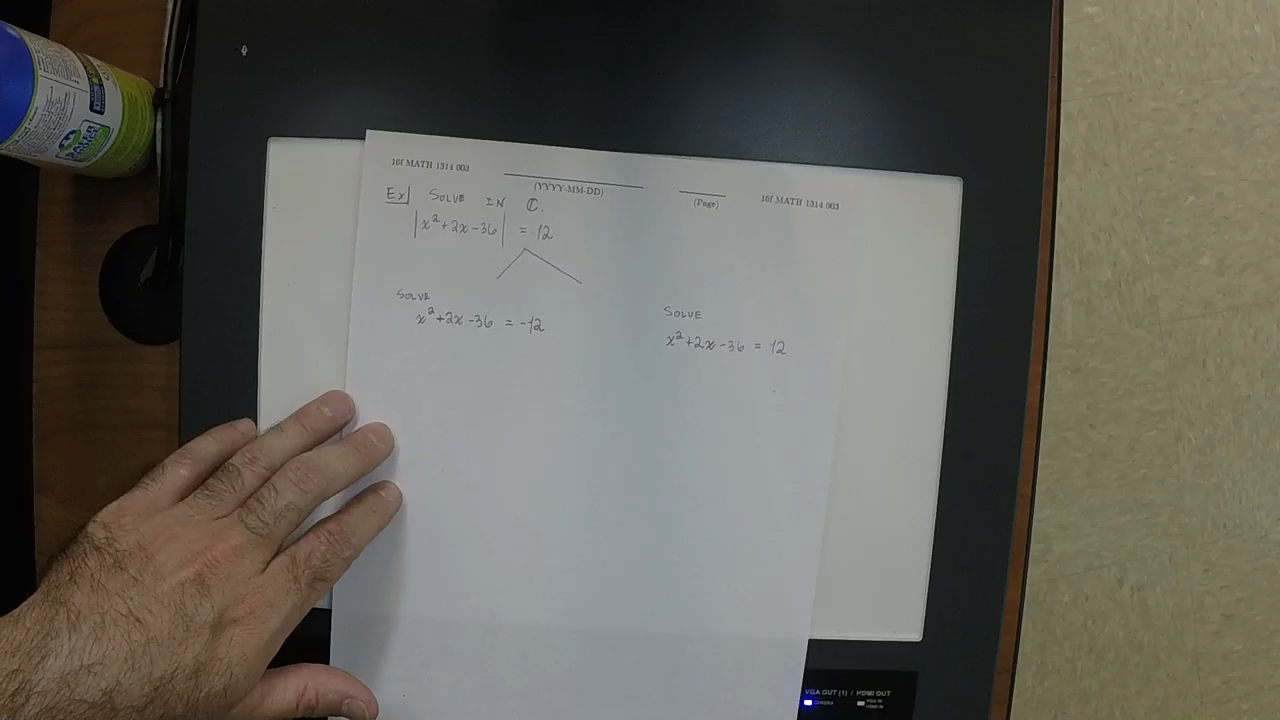 16f MATH 1314 003
(YYYY-MM-DD)
(Page)
16f MATH 1314 003
Ex SOLVE IN ℂ.
|x²+2x-36| = 12
SOLVE
x²+2x-36 = -12
SOLVE
x²+2x-36 = 12
VGA OUT (1) / HDMI OUT
CAMERA